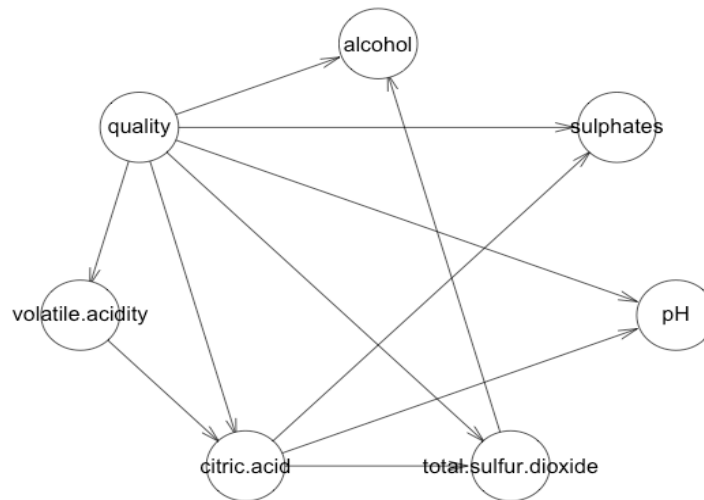 alcohol
quality
sulphates
volatile.acidity
pH
citric.acid
total.sulfur.dioxide